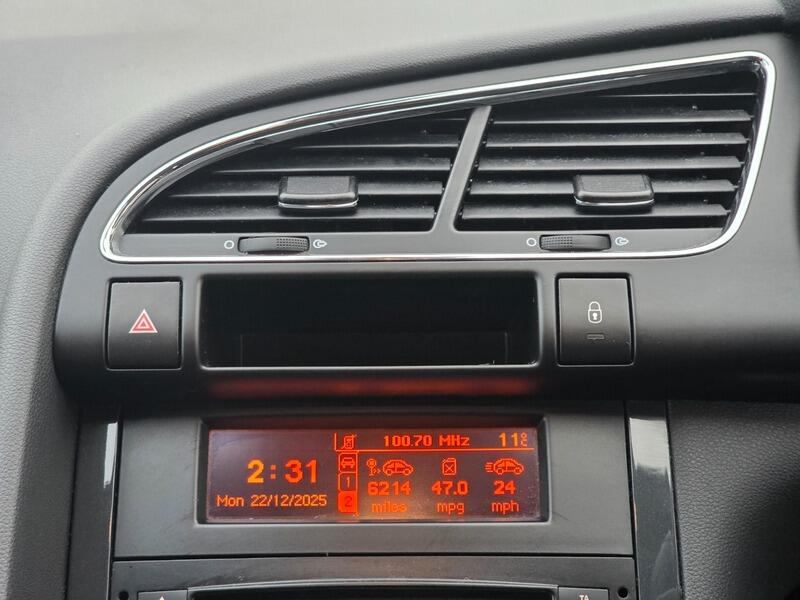 100.70 MHz 11°C
2:31
1
6214 47.0 24
Mon 22/12/2025 2
miles mpg mph
TA